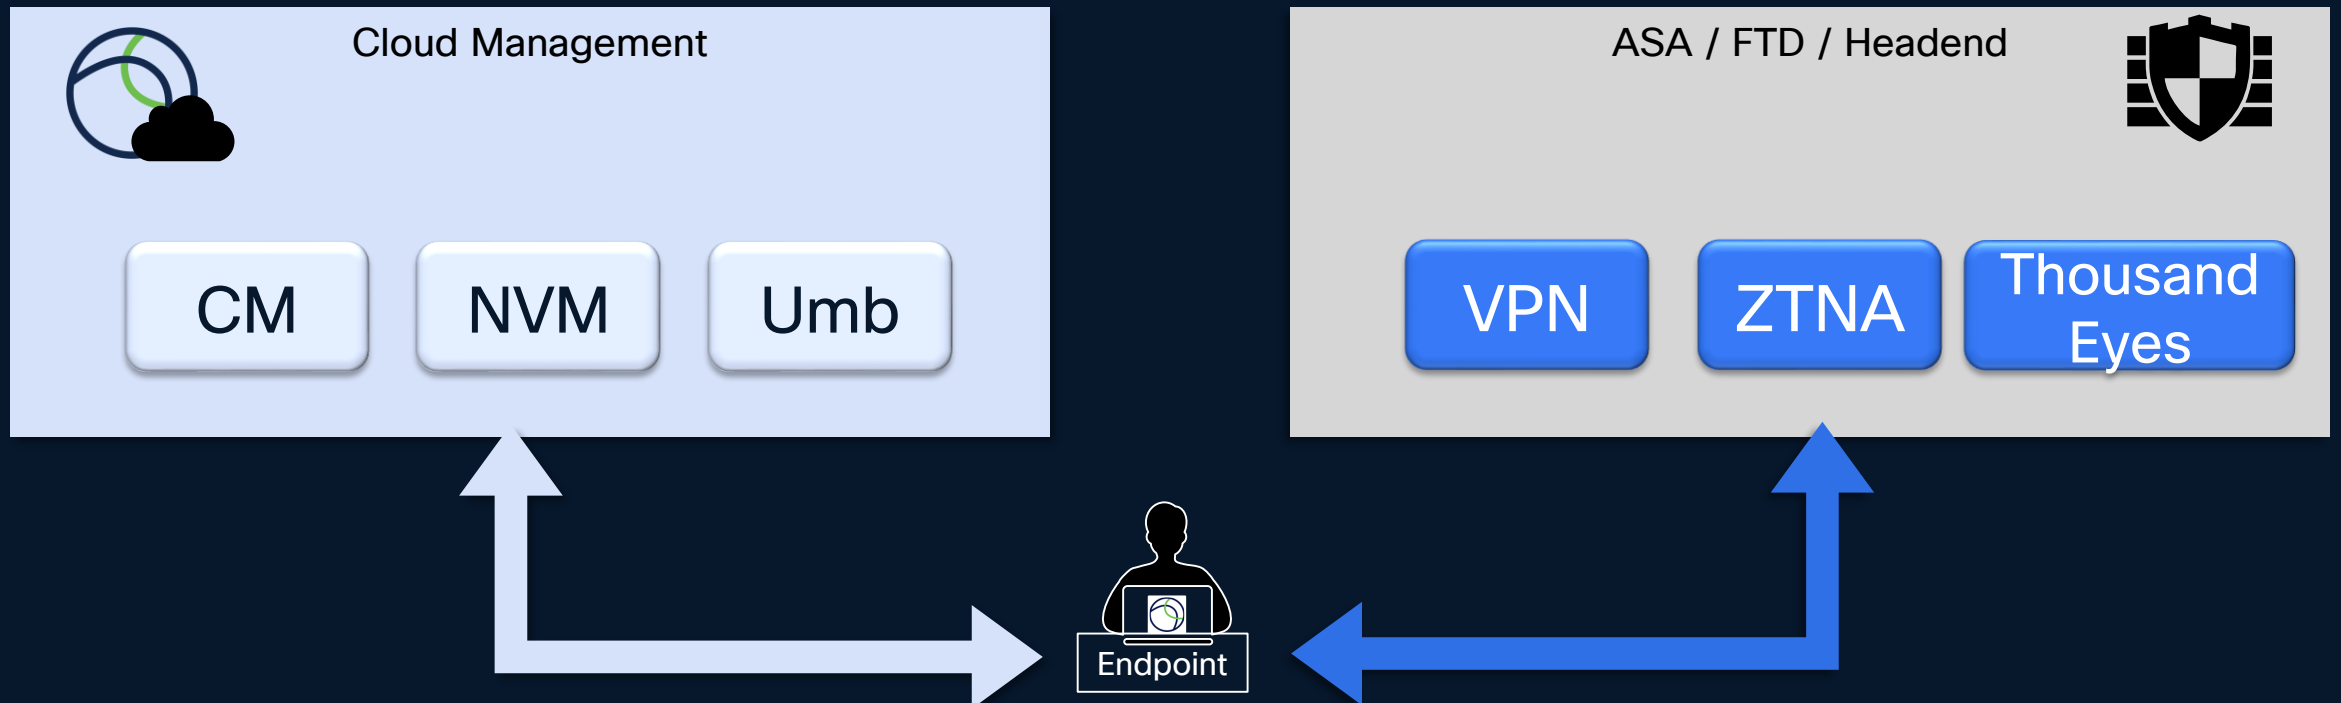 Cloud Management
CM
NVM
Umb
ASA / FTD / Headend
VPN
ZTNA
Thousand
Eyes
Endpoint